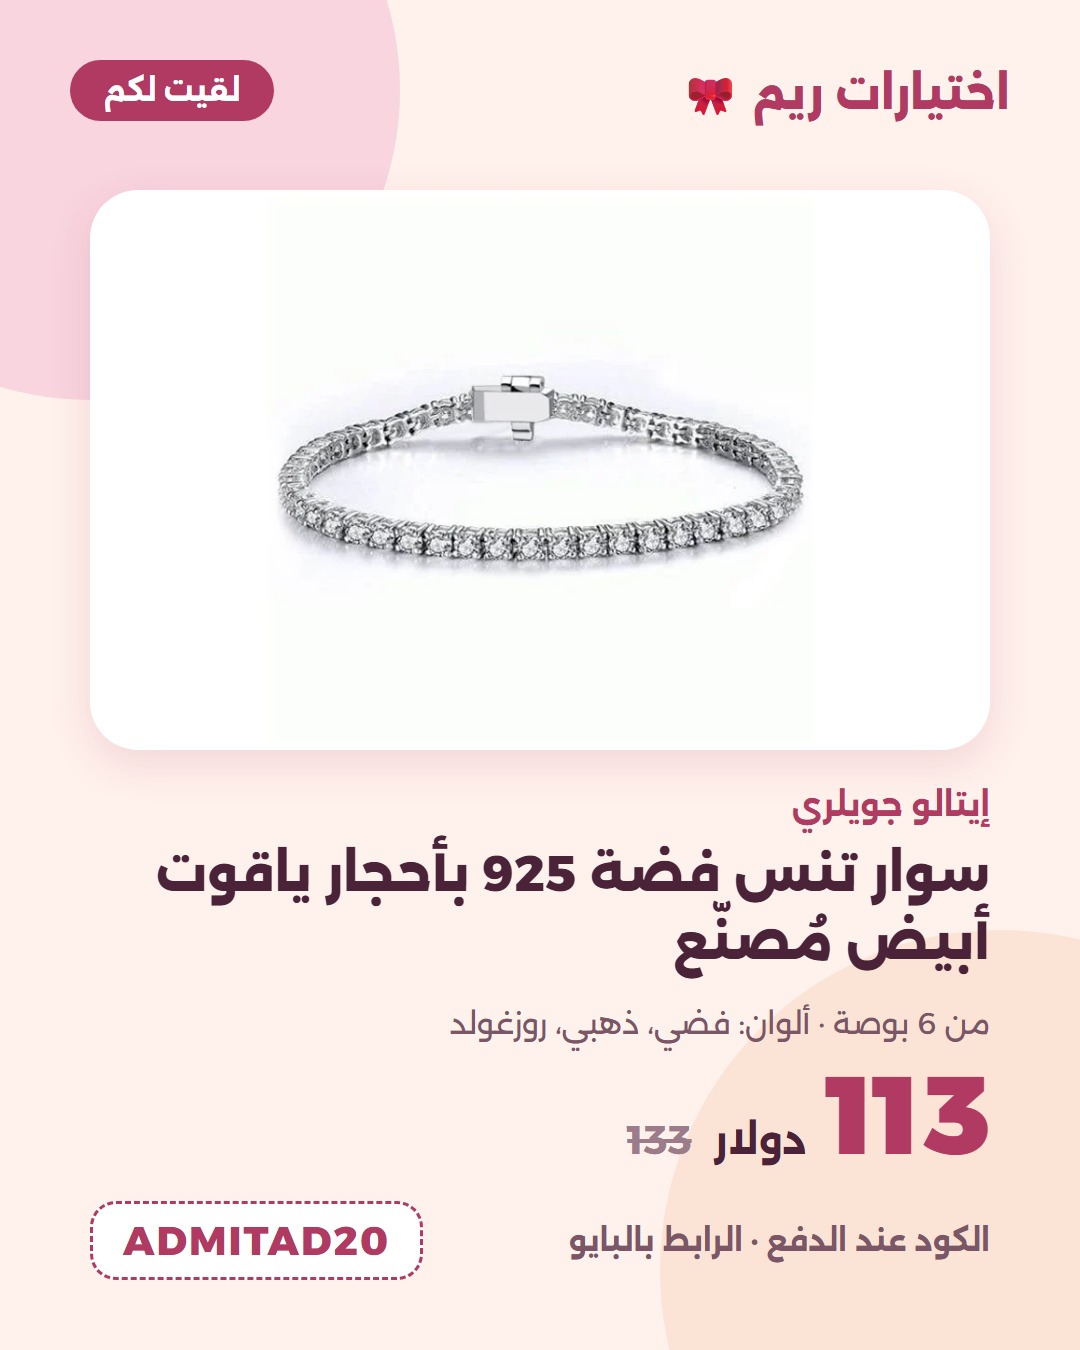 اختيارات ريم 🎀
لقيت لكم
إيتالو جويلري
سوار تنس فضة 925 بأحجار ياقوت
أبيض مُصنّع
من 6 بوصة · ألوان: فضي، ذهبي، روزغولد
113 دولار 133
الكود عند الدفع · الرابط بالبايو
ADMITAD20